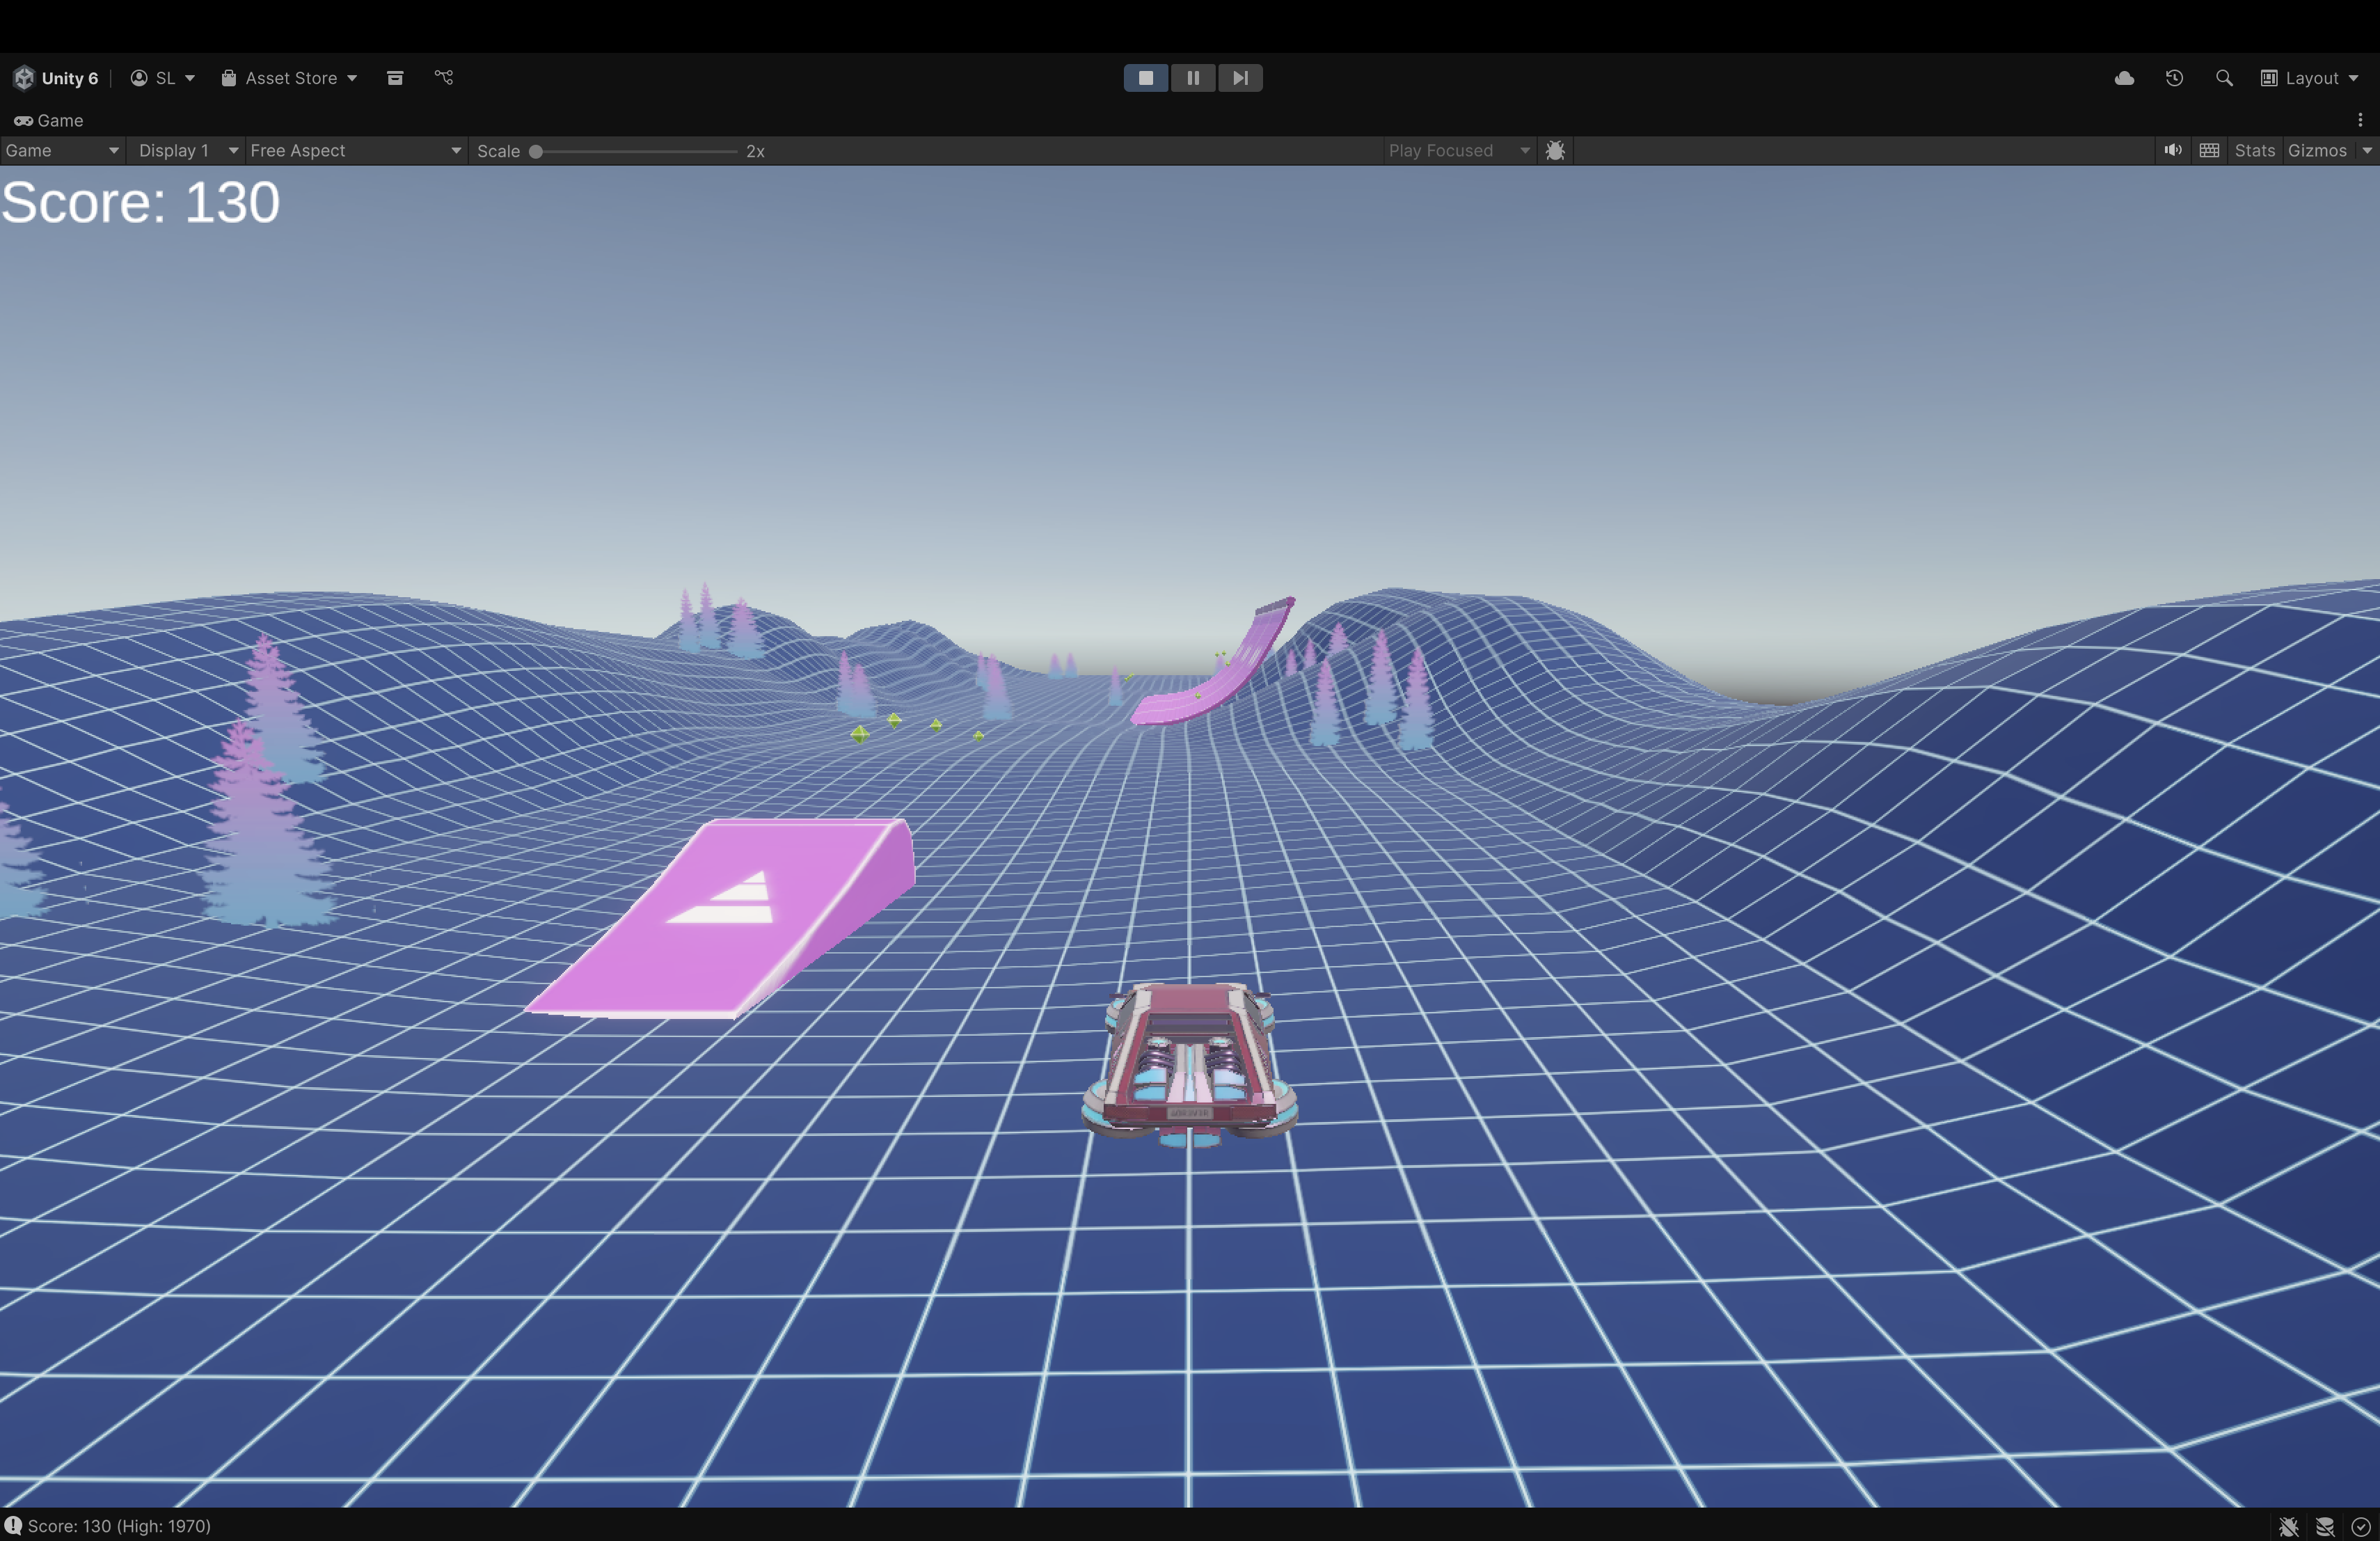 Unity 6 SL Asset Store Layout
Game
Game Display 1 Free Aspect Scale 2x Play Focused Stats Gizmos
Score: 130
Score: 130 (High: 1970)